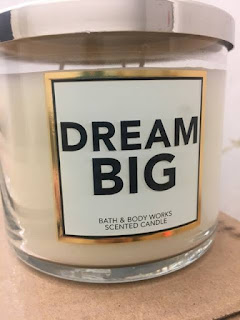 DREAM
BIG
BATH & BODY WORKS
SCENTED CANDLE